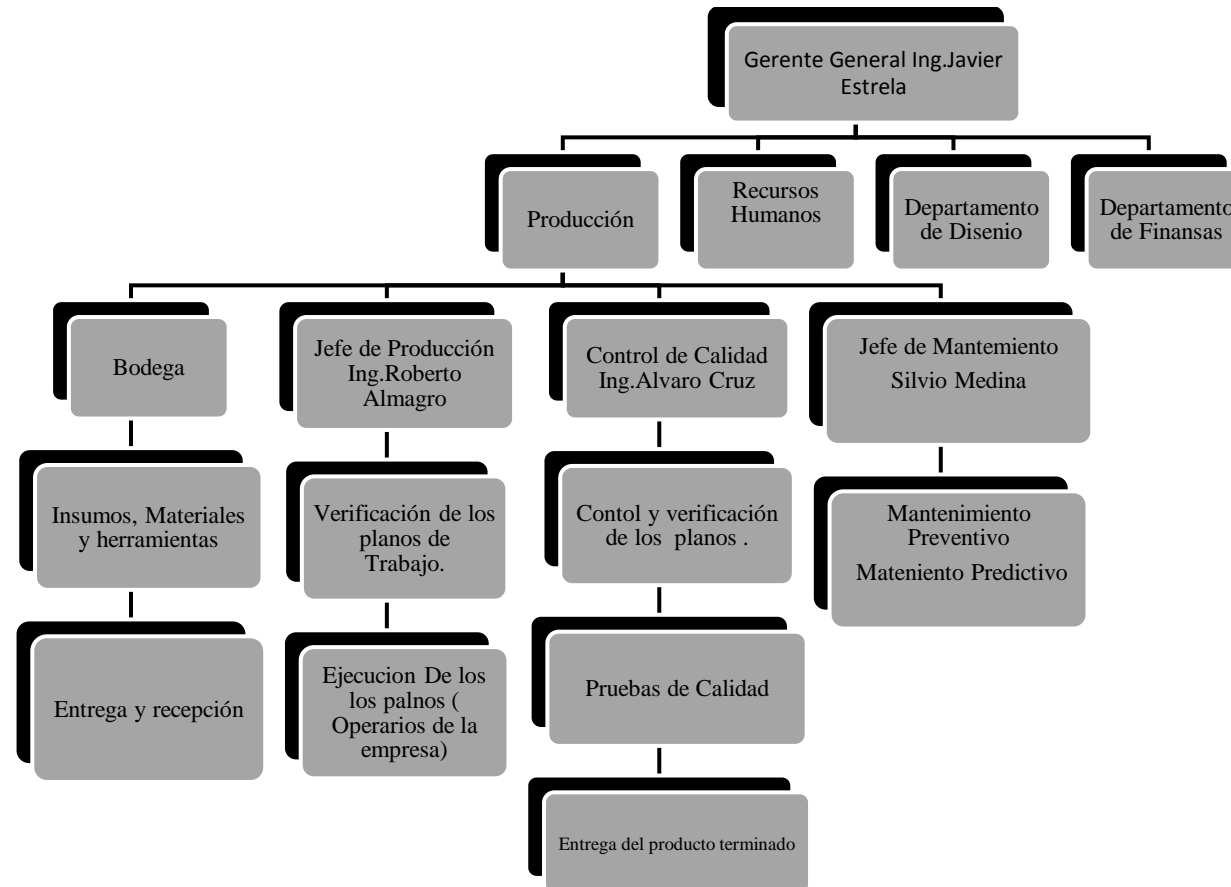 Gerente General Ing.Javier
Estrela
Producción
Recursos
Humanos
Departamento
de Disenio
Departamento
de Finansas
Bodega
Jefe de Producción
Ing.Roberto
Almagro
Control de Calidad
Ing.Alvaro Cruz
Jefe de Mantemiento
Silvio Medina
Insumos, Materiales
y herramientas
Verificación de los
planos de
Trabajo.
Contol y verificación
de los planos .
Mantenimiento
Preventivo
Mateniento Predictivo
Entrega y recepción
Ejecucion De los
los palnos (
Operarios de la
empresa)
Pruebas de Calidad
Entrega del producto terminado